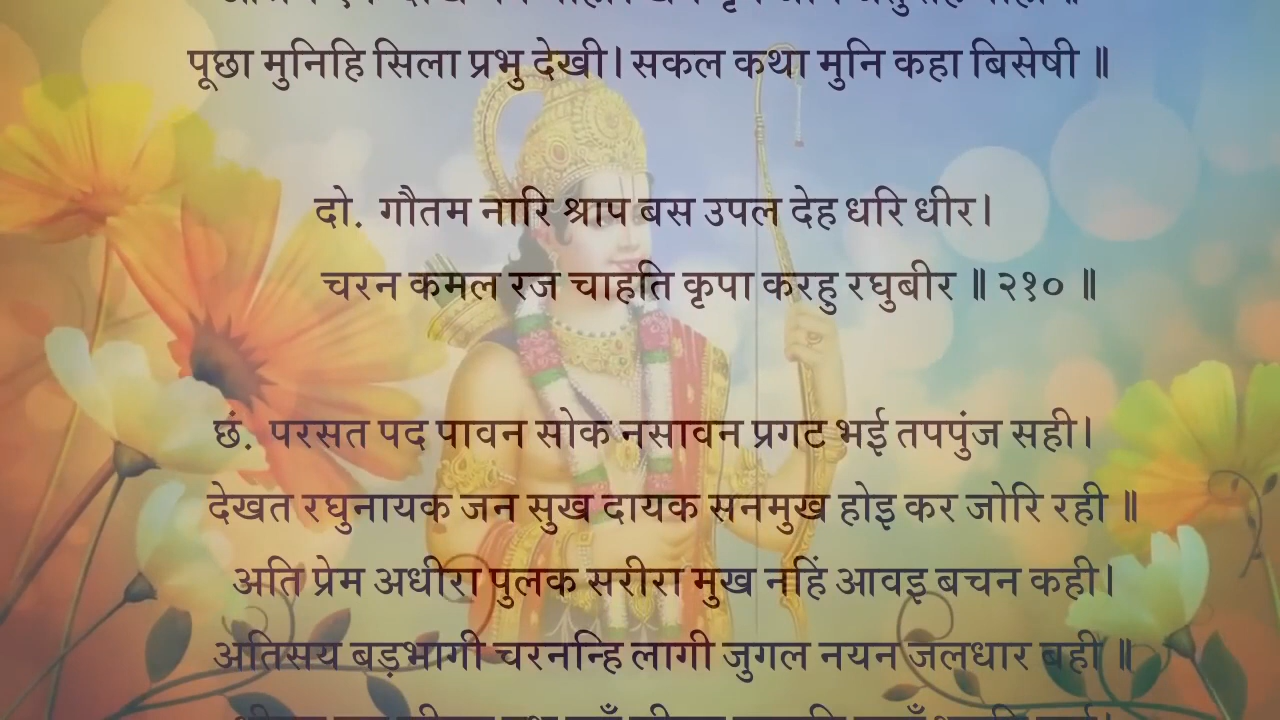 पूछा मुनिहि सिला प्रभु देखी। सकल कथा मुनि कहा बिसेषी ॥
दो. गौतम नारि श्राप बस उपल देह धरि धीर।
चरन कमल रज चाहति कृपा करहु रघुबीर ॥ २१० ॥
छं. परसत पद पावन सोक नसावन प्रगट भई तपपुंज सही।
देखत रघुनायक जन सुख दायक सनमुख होइ कर जोरि रही ॥
अति प्रेम अधीरा पुलक सरीरा मुख नहिं आवइ बचन कही।
अतिसय बड़भागी चरनन्हि लागी जुगल नयन जलधार बही ॥